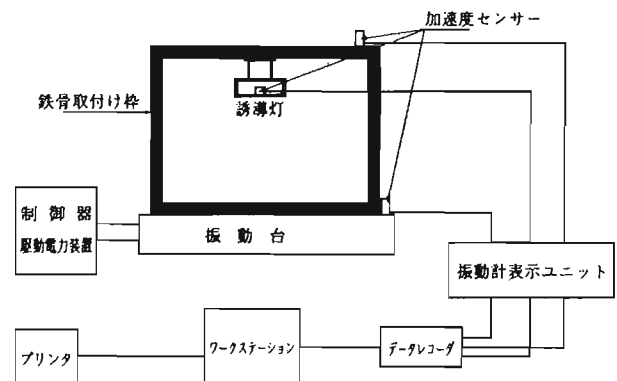 加速度センサー
誘導灯
鉄骨取付け枠
制御器
駆動電力装置
振動台
振動計表示ユニット
プリンタ
ワークステーション
データレコーダ